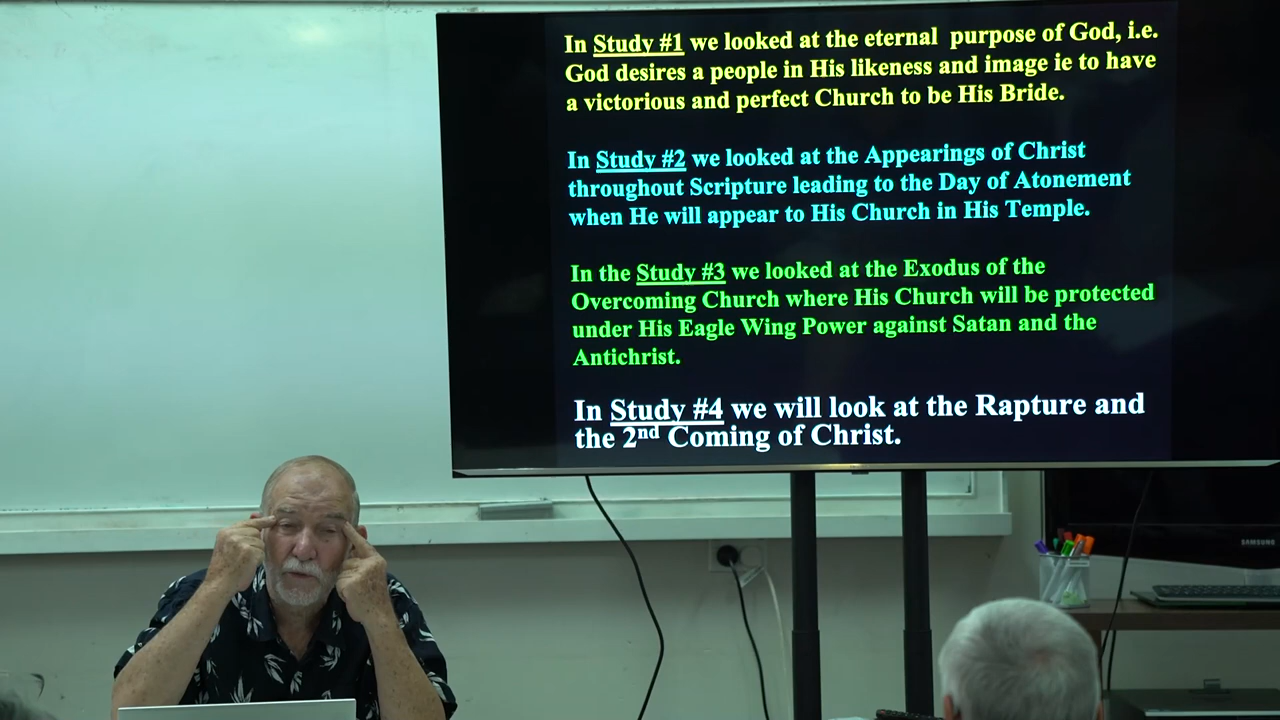 In Study #1 we looked at the eternal purpose of God, i.e.
God desires a people in His likeness and image ie to have
a victorious and perfect Church to be His Bride.
In Study #2 we looked at the Appearings of Christ
throughout Scripture leading to the Day of Atonement
when He will appear to His Church in His Temple.
In the Study #3 we looked at the Exodus of the
Overcoming Church where His Church will be protected
under His Eagle Wing Power against Satan and the
Antichrist.
In Study #4 we will look at the Rapture and
the 2nd Coming of Christ.
SAMSUNG